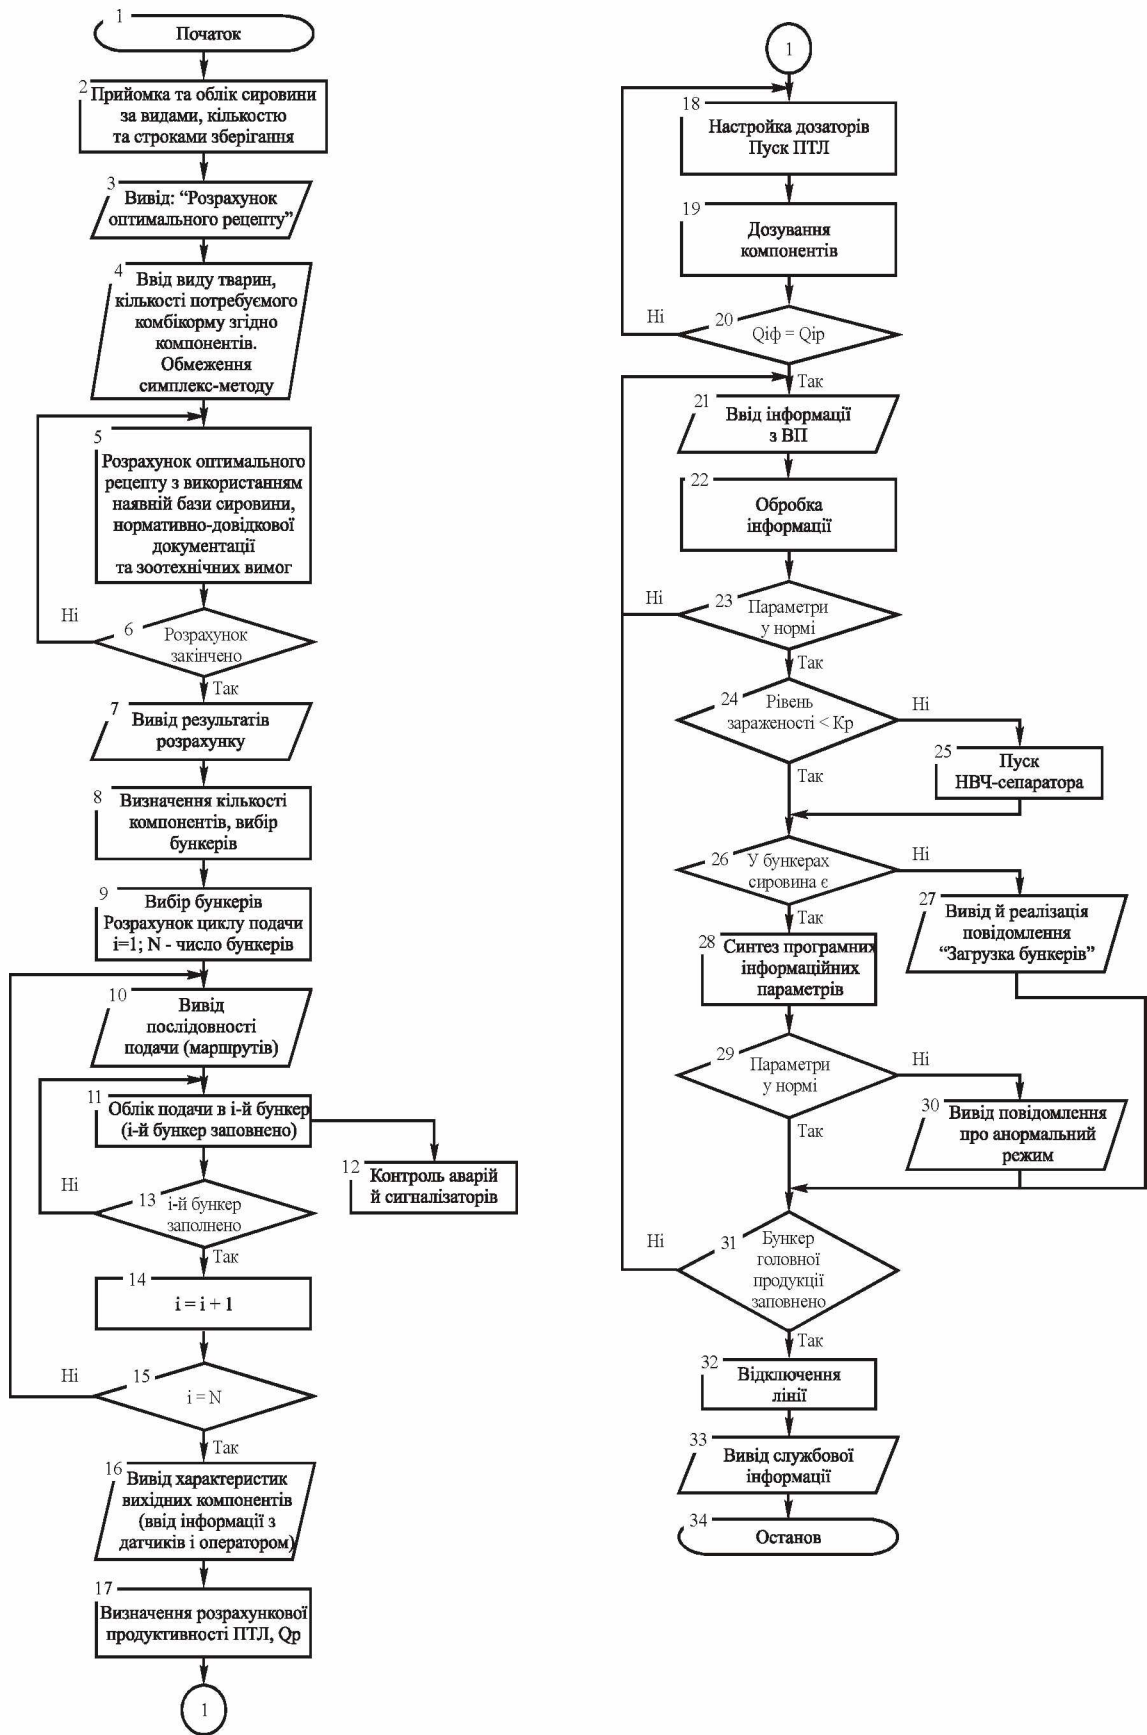 1
Початок
2
Прийомка та облік сировини
за видами, кількостю
та строками зберігання
3
Вивід: “Розрахунок
оптимального рецепту”
4
Ввід виду тварин,
кількості потребуємого
комбікорму згідно
компонентів.
Обмеження
симплекс-методу
5
Розрахунок оптимального
рецепту з використанням
наявній бази сировини,
нормативно-довідкової
документації
та зоотехнічних вимог
Ні
6
Розрахунок
закінчено
Так
7
Вивід результатів
розрахунку
8
Визначення кількості
компонентів, вибір
бункерів
9
Вибір бункерів
Розрахунок циклу подачи
i=1; N - число бункерів
10
Вивід
послідовності
подачи (маршрутів)
11
Облік подачи в і-й бункер
(і-й бункер заповнено)
12
Контроль аварій
й сигналізаторів
Ні
13
і-й бункер
заполнено
Так
14
i = i + 1
Ні
15
i = N
Так
16
Вивід характеристик
вихідних компонентів
(ввід інформації з
датчиків і оператором)
17
Визначення розрахункової
продуктивності ПТЛ, Qp
1
1
18
Настройка дозаторів
Пуск ПТЛ
19
Дозування
компонентів
Ні
20
Qіф = Qір
Так
21
Ввід інформації
з ВП
22
Обробка
інформації
Ні
23
Параметри
у нормі
Так
24
Рівень
зараженості < Кр
Ні
25
Пуск
НВЧ-сепаратора
Так
26
У бункерах
сировина є
Ні
27
Вивід й реалізація
повідомлення
“Загрузка бункерів”
Так
28
Синтез програмних
інформаційних
параметрів
29
Параметри
у нормі
Ні
30
Вивід повідомлення
про анормальний
режим
Так
Ні
31
Бункер
головної
продукції
заповнено
Так
32
Відключення
лінії
33
Вивід службової
інформації
34
Останов